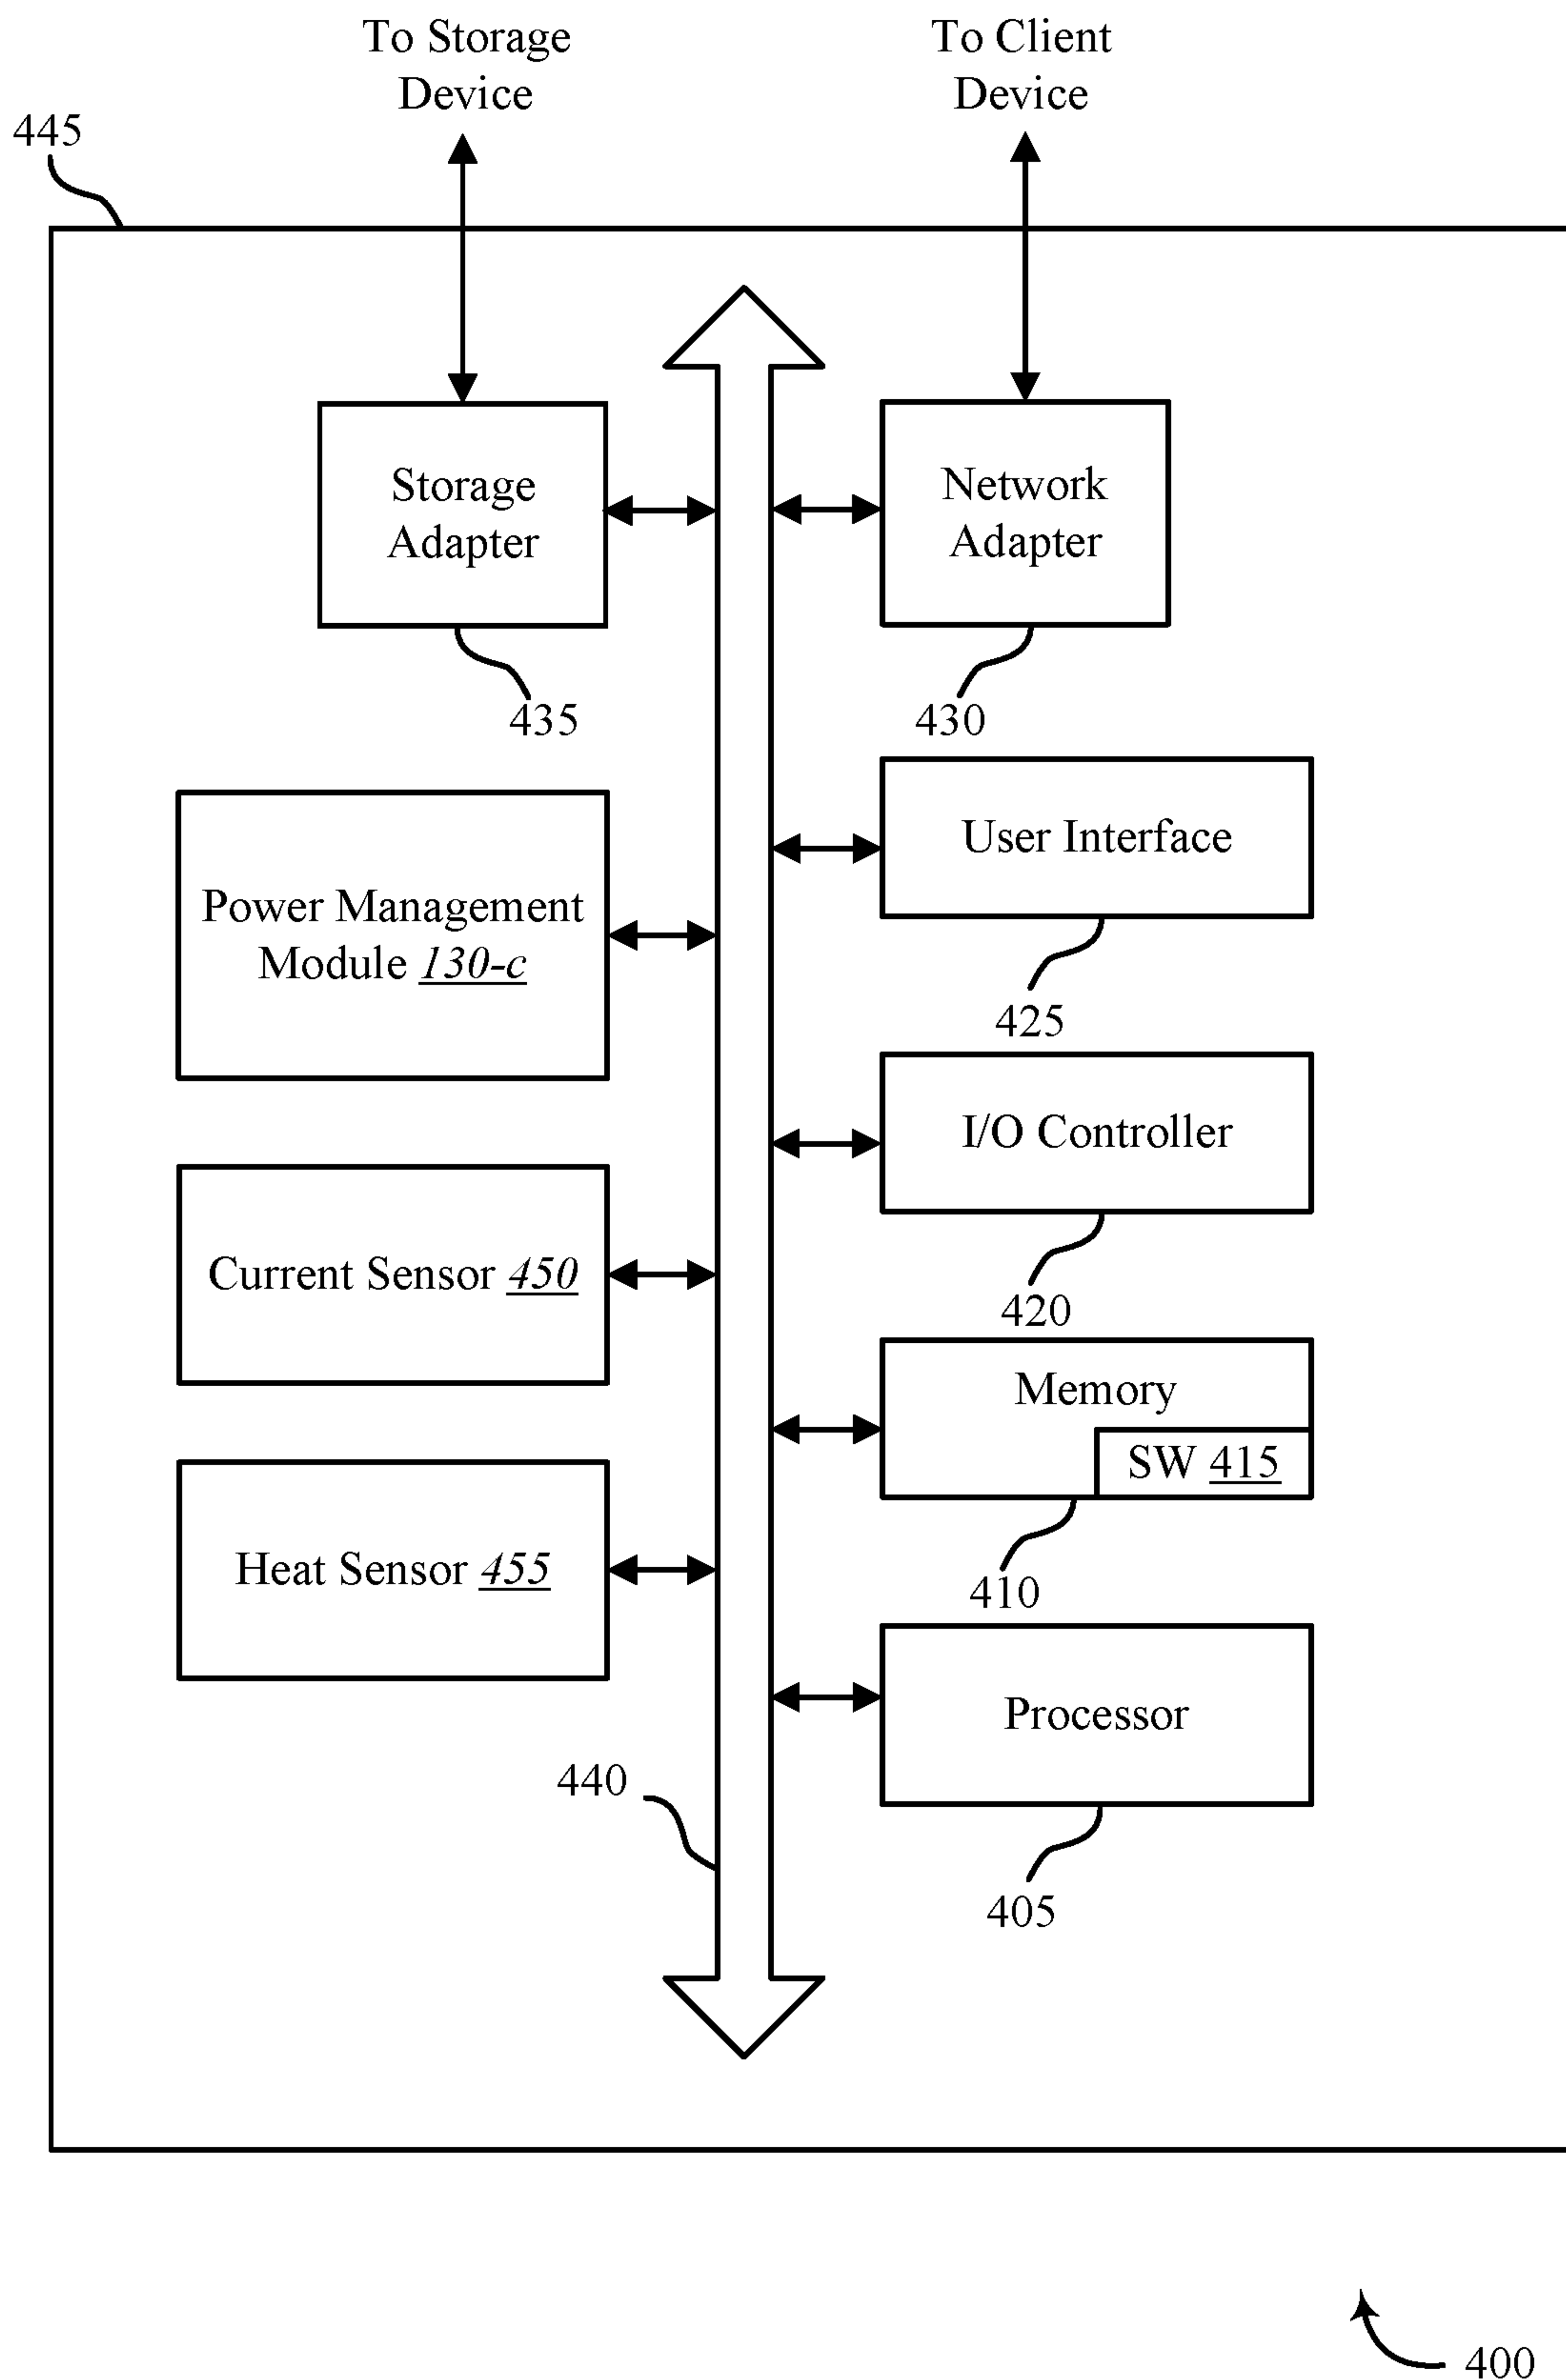 To Storage
Device
To Client
Device
445
Storage
Adapter
Network
Adapter
435
430
User Interface
Power Management
Module 130-c
425
I/O Controller
Current Sensor 450
420
Memory
SW 415
Heat Sensor 455
410
Processor
440
405
400